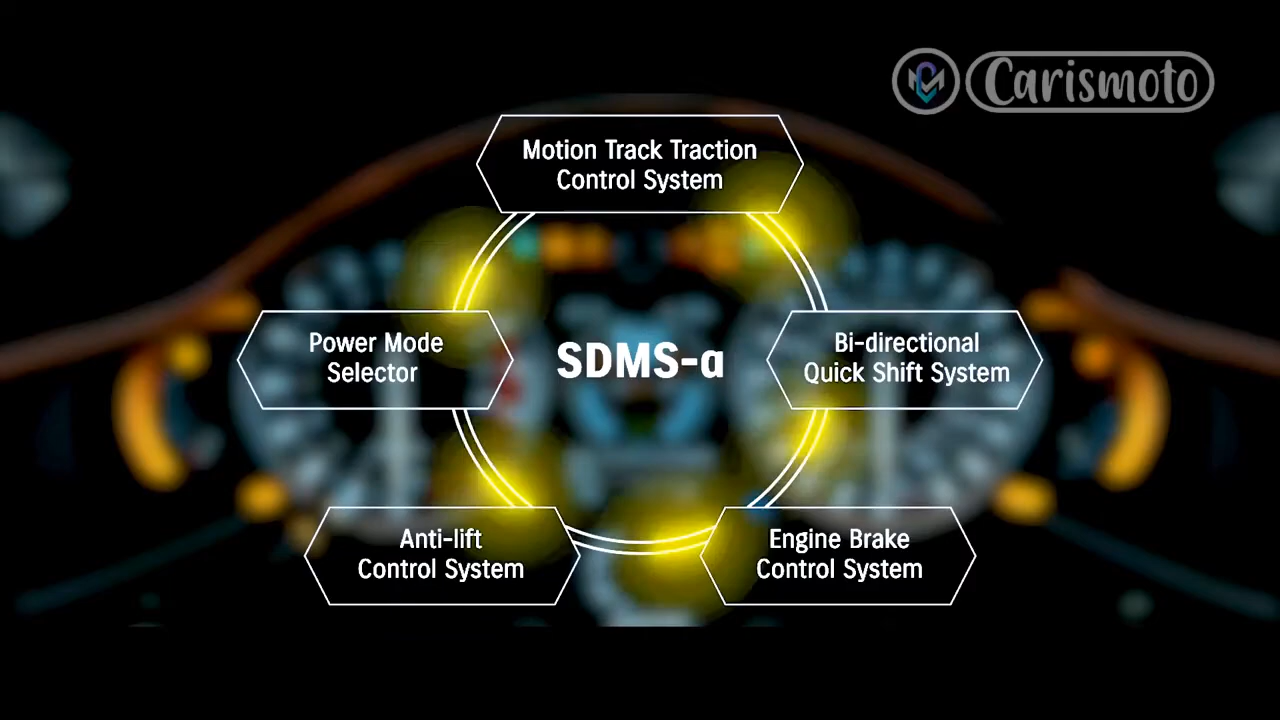 Carismoto
Motion Track Traction
Control System
Power Mode
Selector
SDMS-α
Bi-directional
Quick Shift System
Anti-lift
Control System
Engine Brake
Control System